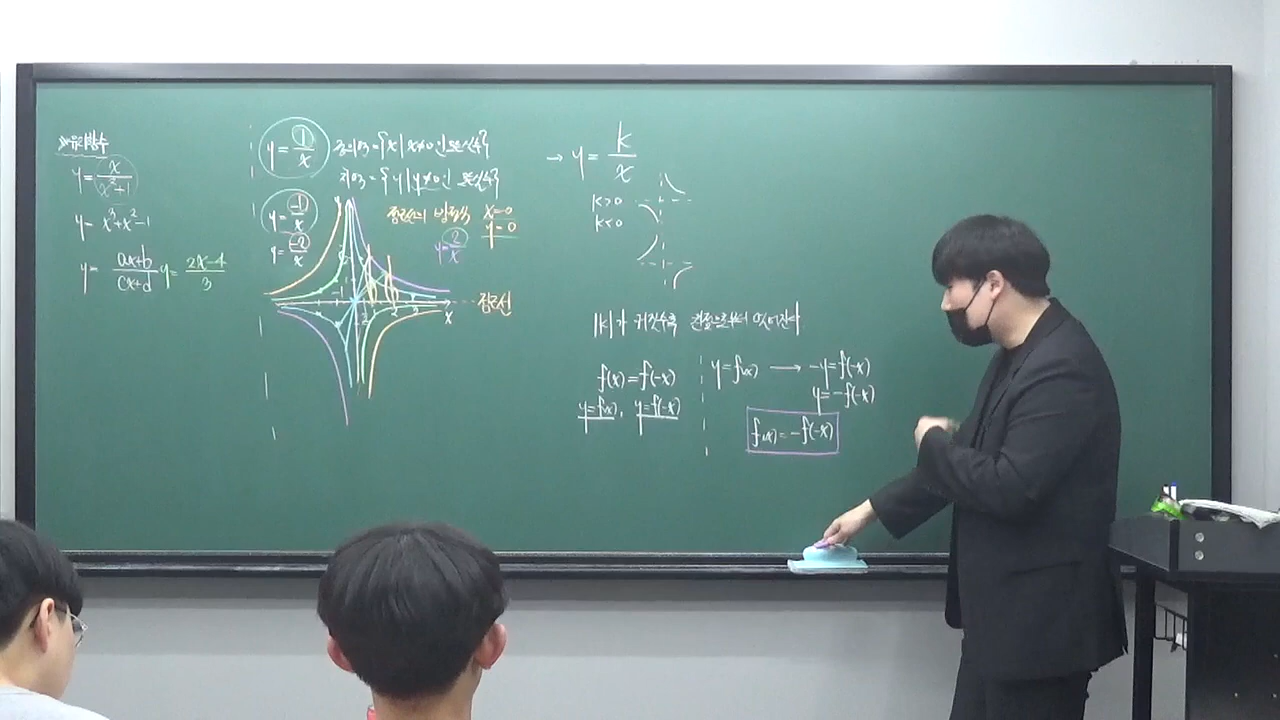 유리함수
y = x/(x²+1)
y = x³+x²-1
y = (ax+b)/(cx+d)
y = (2x-4)/3
y = 1/x
정의역 = {x | x≠0인 모든 실수}
치역 = {y | y≠0인 모든 실수}
y = -1/x
y = -2/x
점근선의 방정식 x=0
y=0
y = 2/x
점근선
x
→ y = k/x
k>0
k<0
|k|가 커질수록 원점으로부터 멀어진다
f(x) = f(-x)
y=f(x), y=f(-x)
y=f(x) → -y=f(-x)
y=-f(-x)
f(x) = -f(-x)